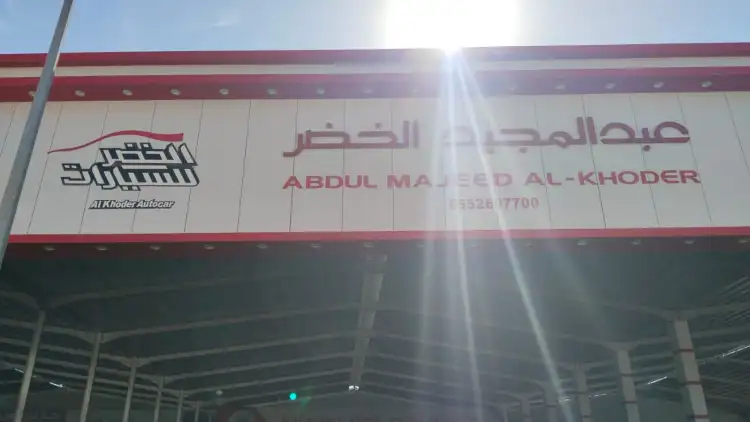 عبدالمجيد الخضر
ABDUL MAJEED AL-KHODER
الخضر
للسيارات
Al Khoder Autocar